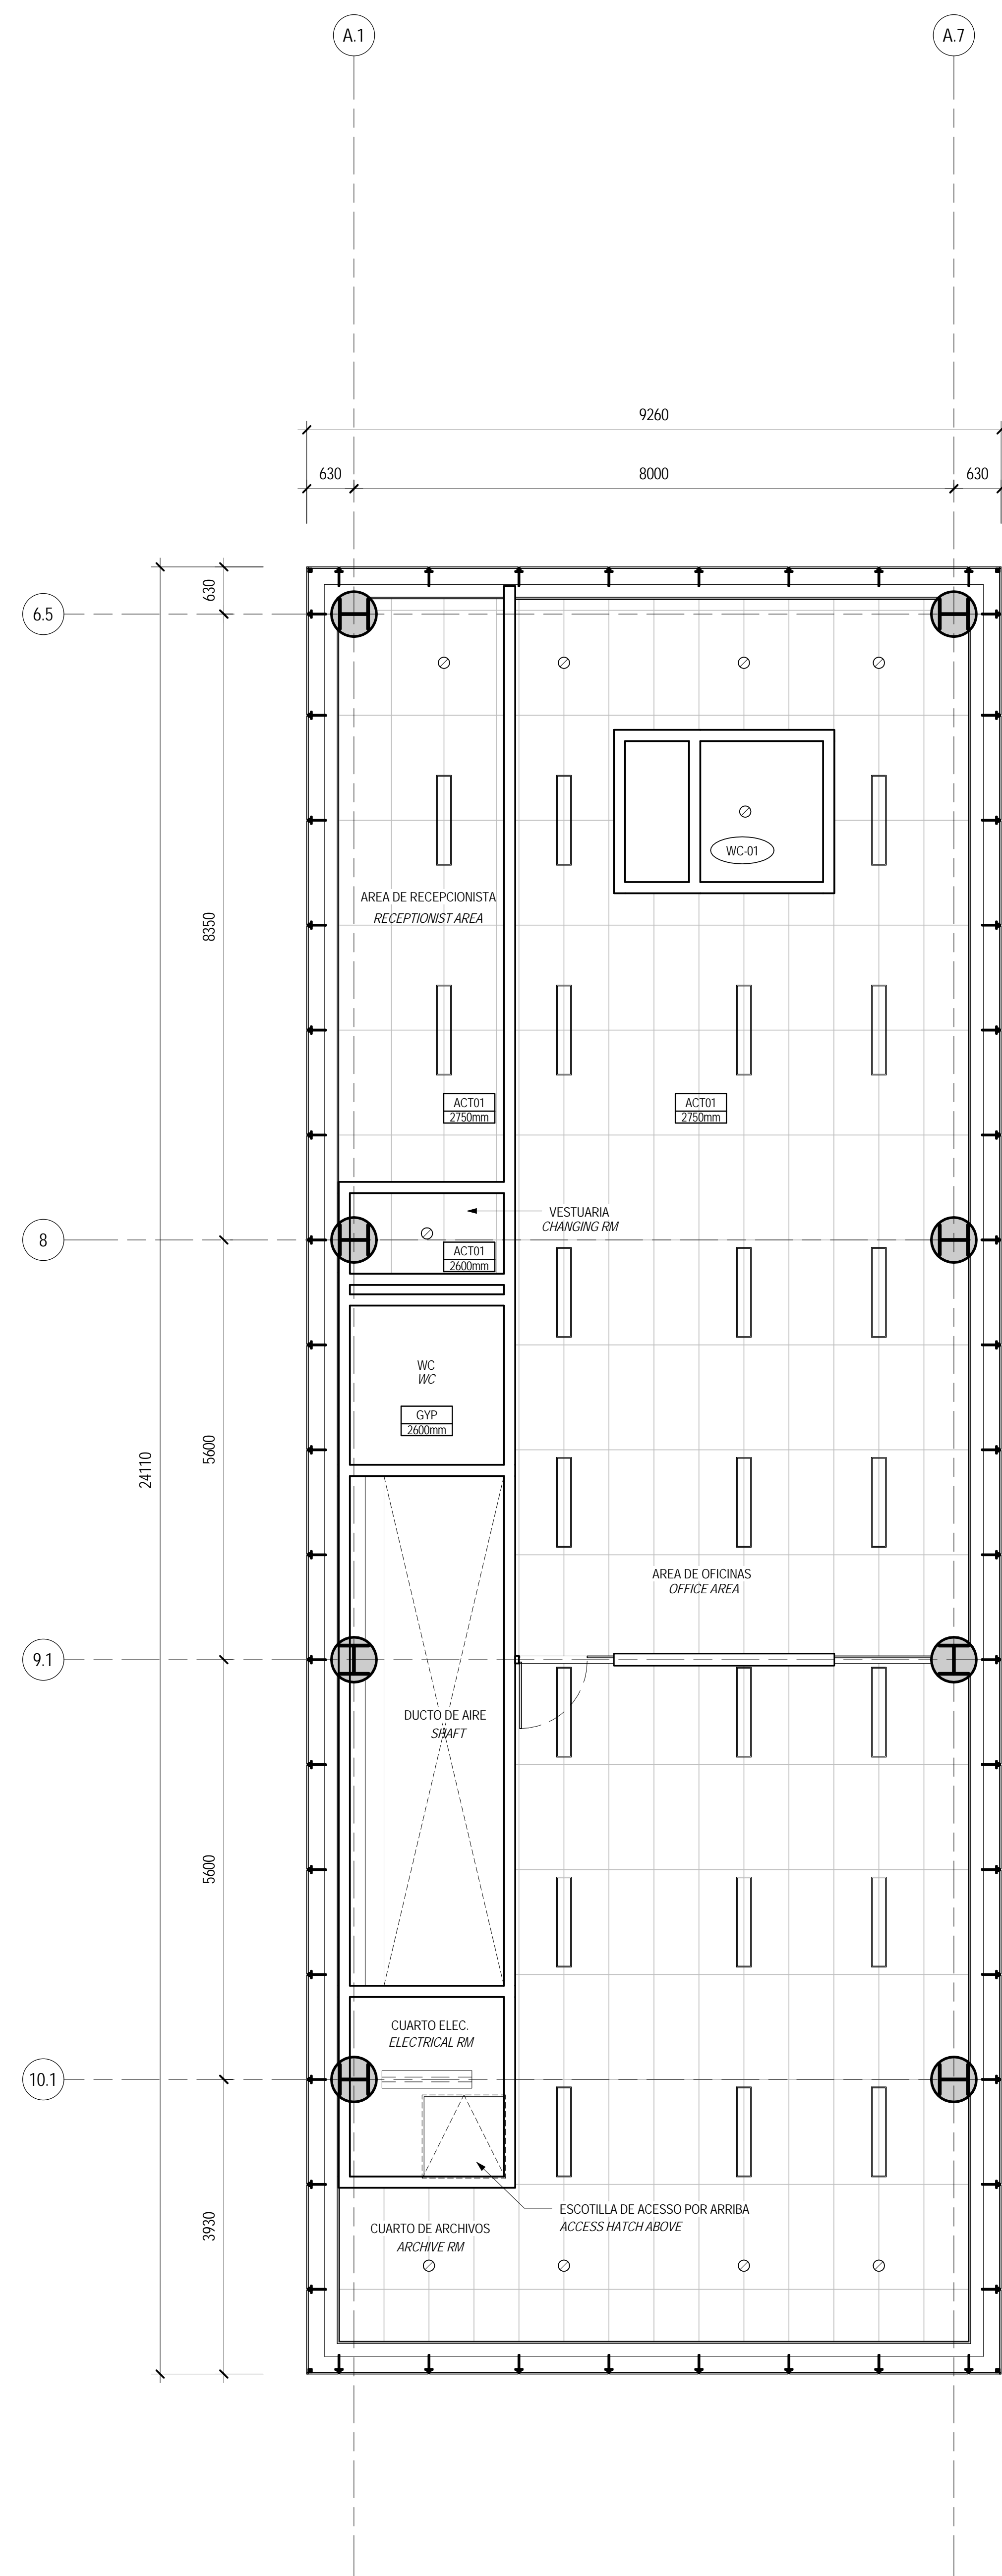 A.1
A.7
9260
630
8000
630
630
6.5
8350
AREA DE RECEPCIONISTA
RECEPTIONIST AREA
WC-01
ACT01
2750mm
ACT01
2750mm
VESTUARIA
CHANGING RM
8
ACT01
2600mm
WC
WC
GYP
2600mm
5600
24110
AREA DE OFICINAS
OFFICE AREA
9.1
DUCTO DE AIRE
SHAFT
5600
CUARTO ELEC.
ELECTRICAL RM
10.1
ESCOTILLA DE ACESSO POR ARRIBA
ACCESS HATCH ABOVE
3930
CUARTO DE ARCHIVOS
ARCHIVE RM